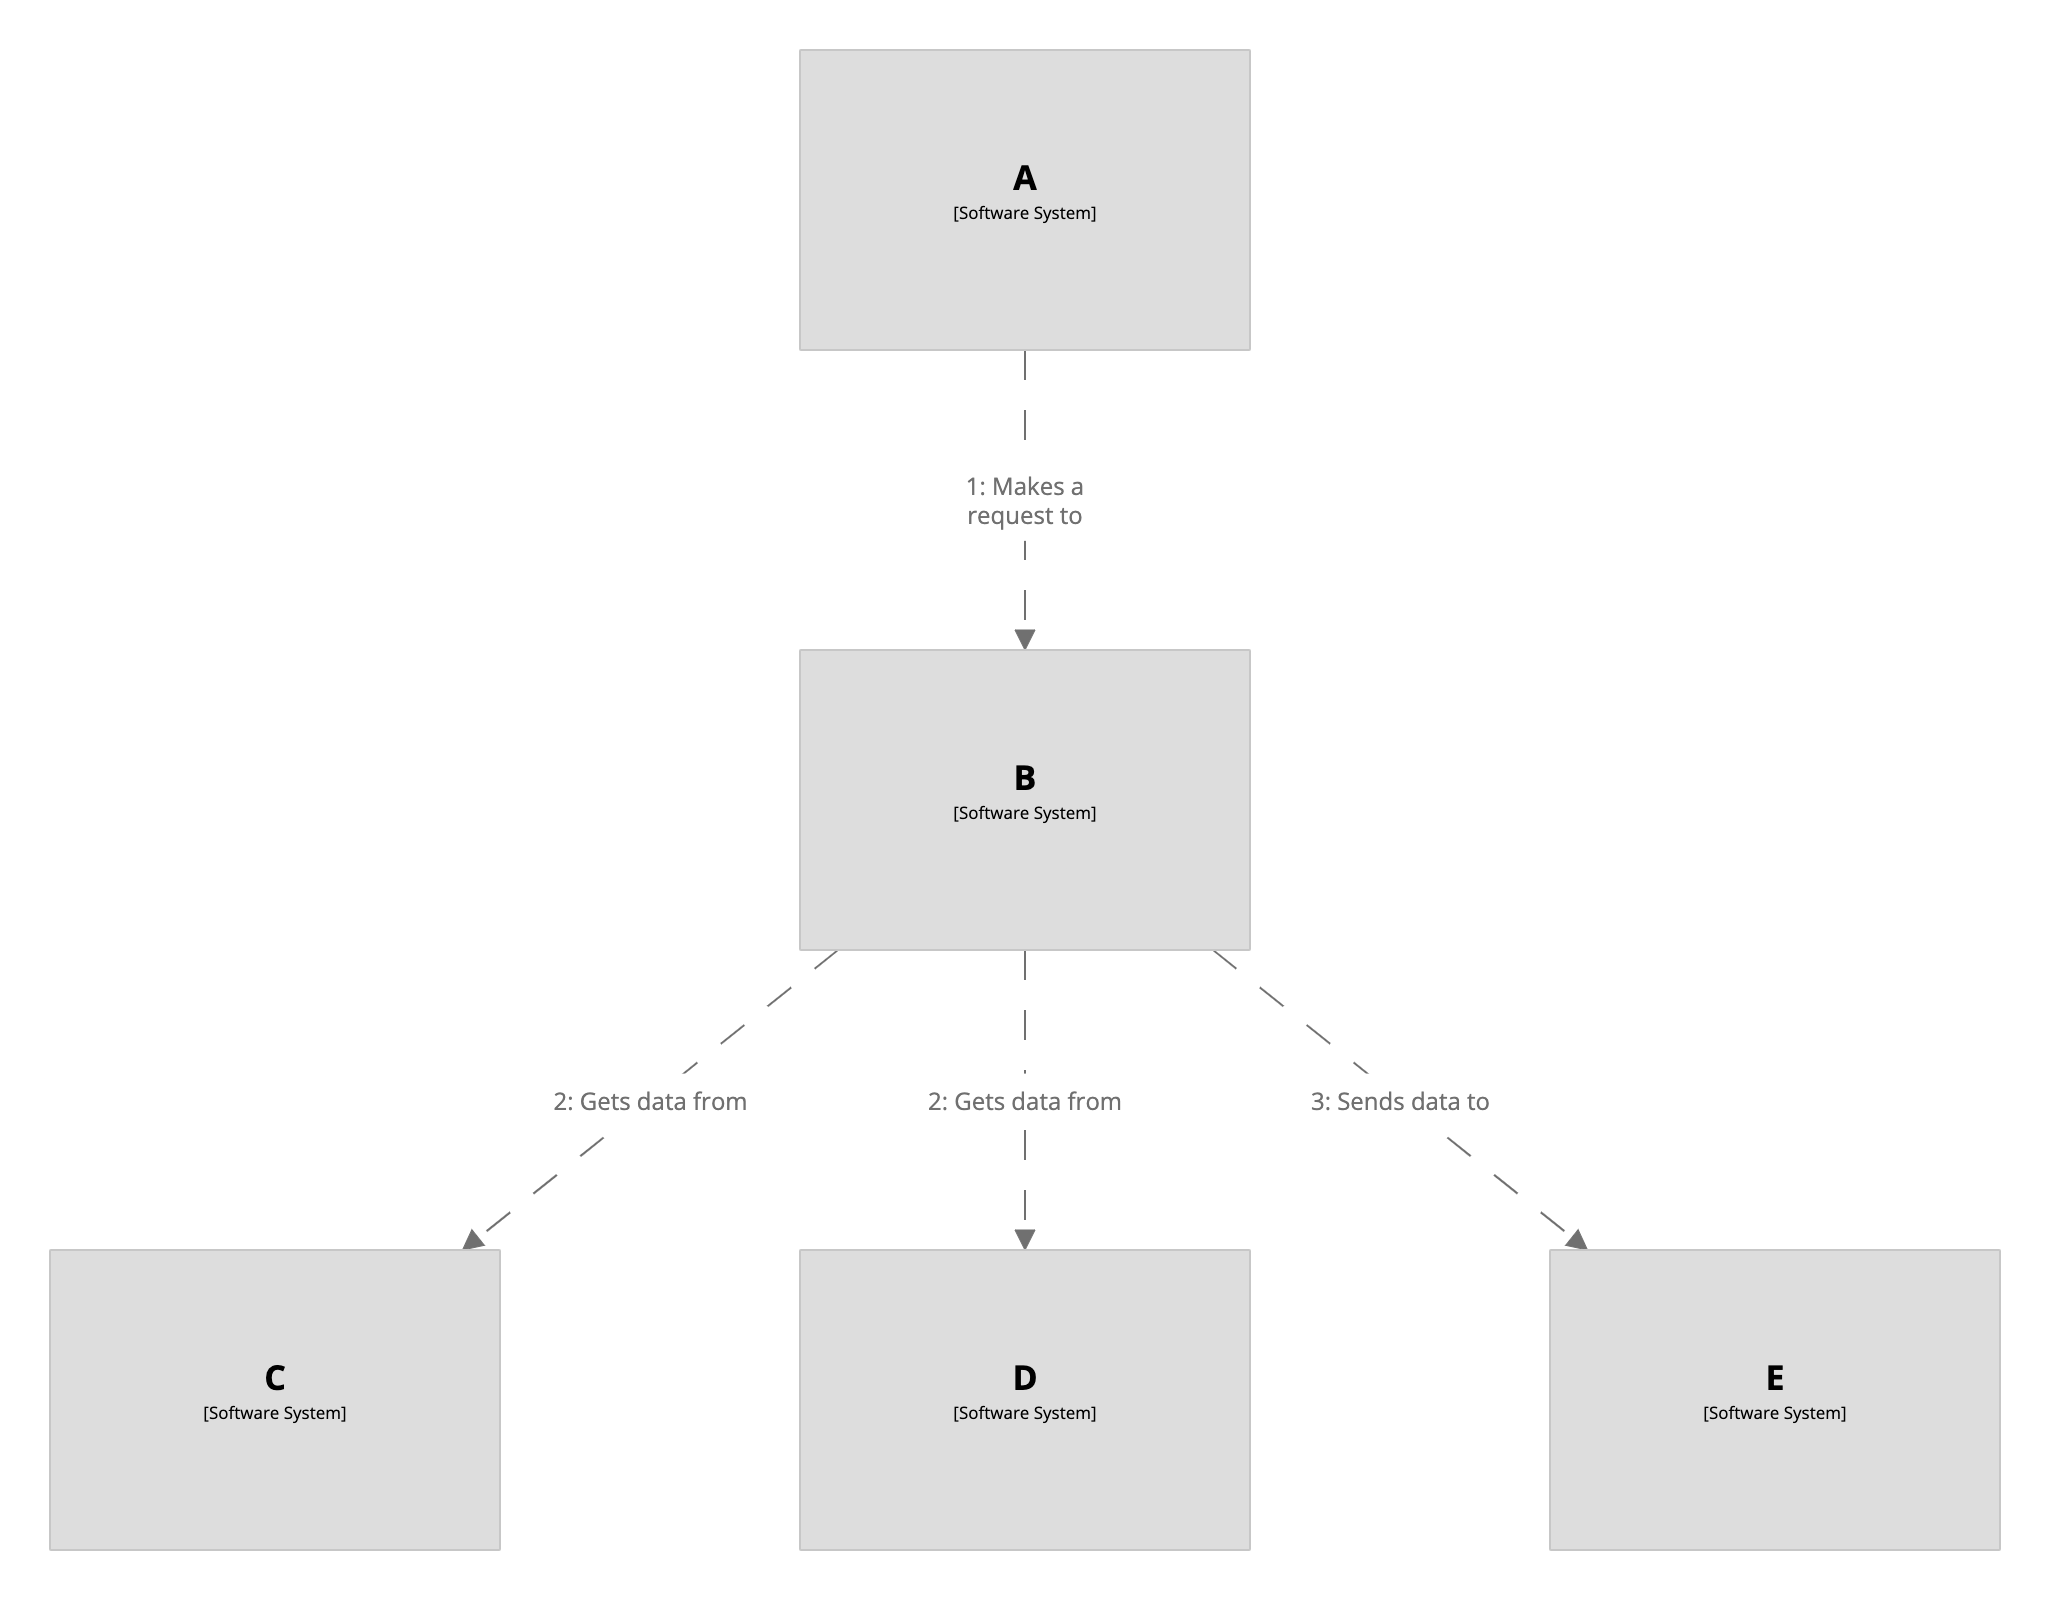 A
[Software System]
1: Makes a
request to
B
[Software System]
2: Gets data from
2: Gets data from
3: Sends data to
C
[Software System]
D
[Software System]
E
[Software System]